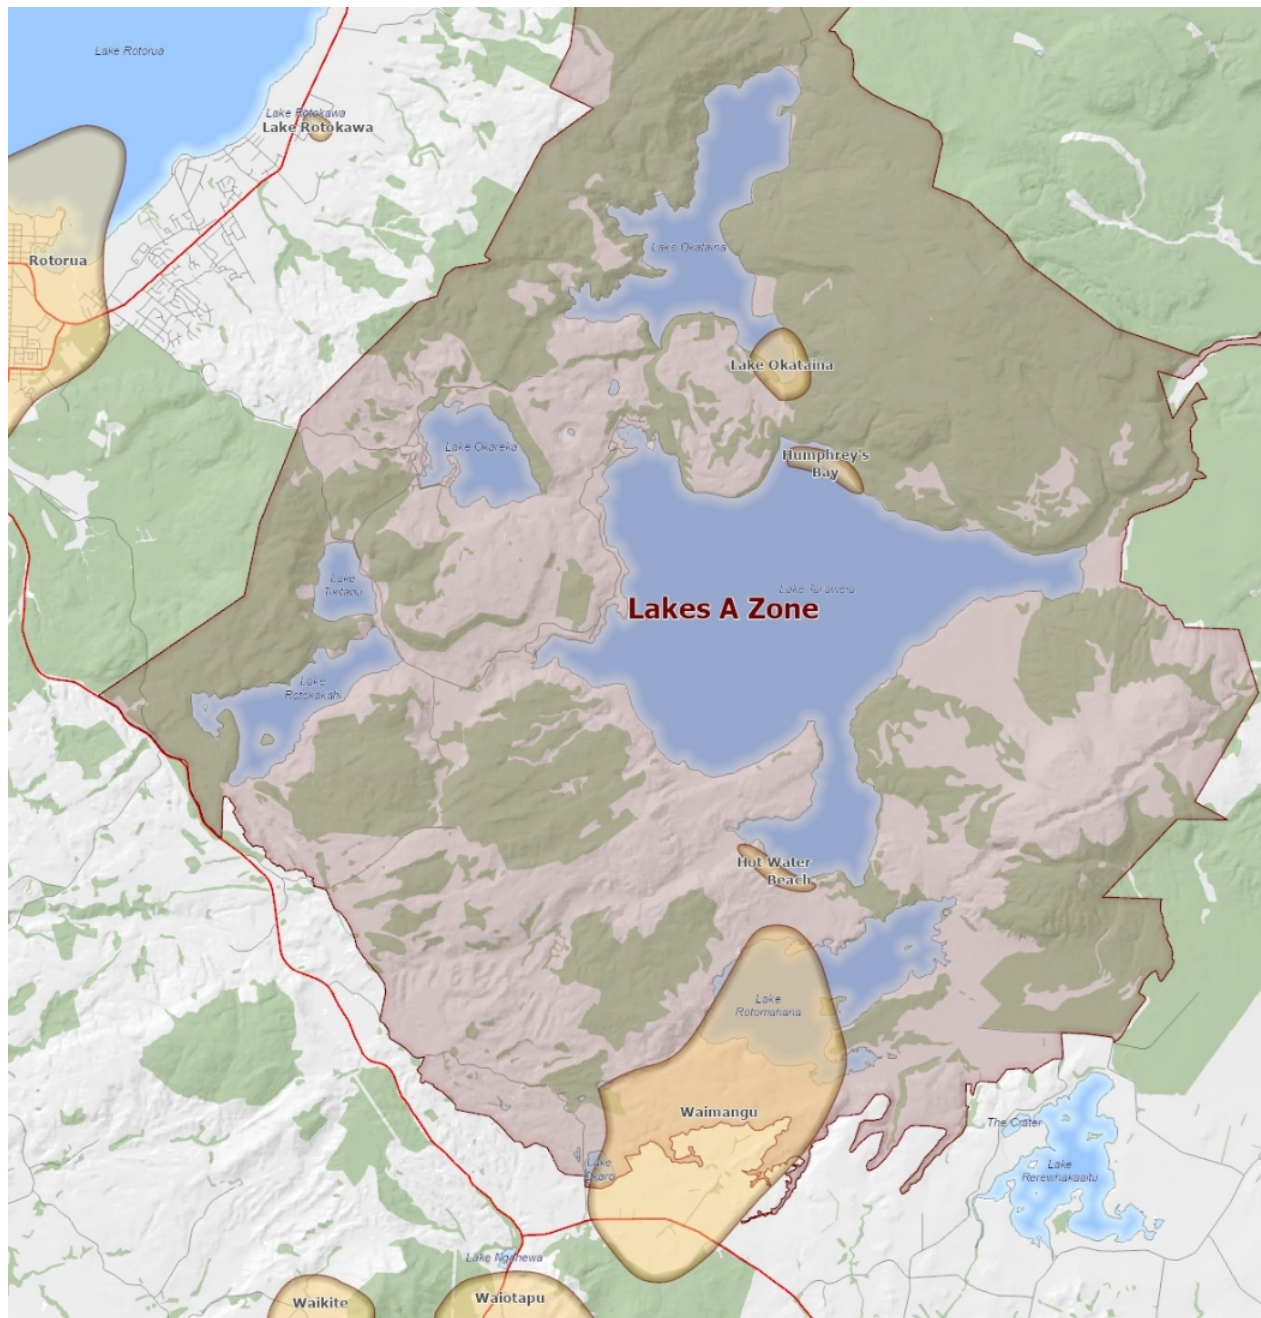 Lake Rotorua
Lake Rotokawa
Lake Rotokawa
Rotorua
Lake Okataina
Lake Okataina
Lake Okareka
Humphrey's
Bay
Lake
Tikitapu
Lake Tarawera
Lakes A Zone
Lake
Rotokakahi
Hot Water
Beach
Lake
Rotomahana
Waimangu
The Crater
Lake
Rerewhakaaitu
Lake
Okaro
Lake Ngahewa
Waikite
Waiotapu